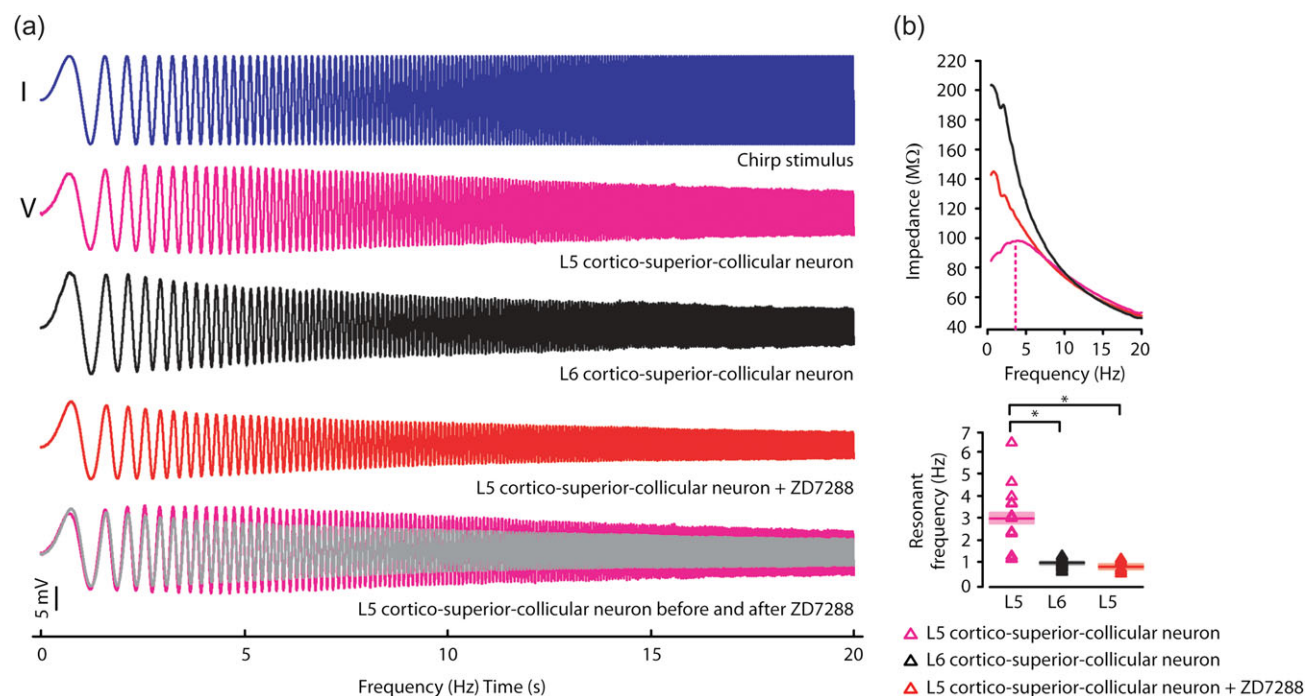 (a)
I
Chirp stimulus
V
L5 cortico-superior-collicular neuron
L6 cortico-superior-collicular neuron
L5 cortico-superior-collicular neuron + ZD7288
5 mV
L5 cortico-superior-collicular neuron before and after ZD7288
0 5 10 15 20
Frequency (Hz) Time (s)
(b)
220
200
180
160
140
120
100
80
60
40
Impedance (MΩ)
0 5 10 15 20
Frequency (Hz)
*
*
7
6
5
4
3
2
1
0
Resonant
frequency (Hz)
L5 L6 L5
L5 cortico-superior-collicular neuron
L6 cortico-superior-collicular neuron
L5 cortico-superior-collicular neuron + ZD7288